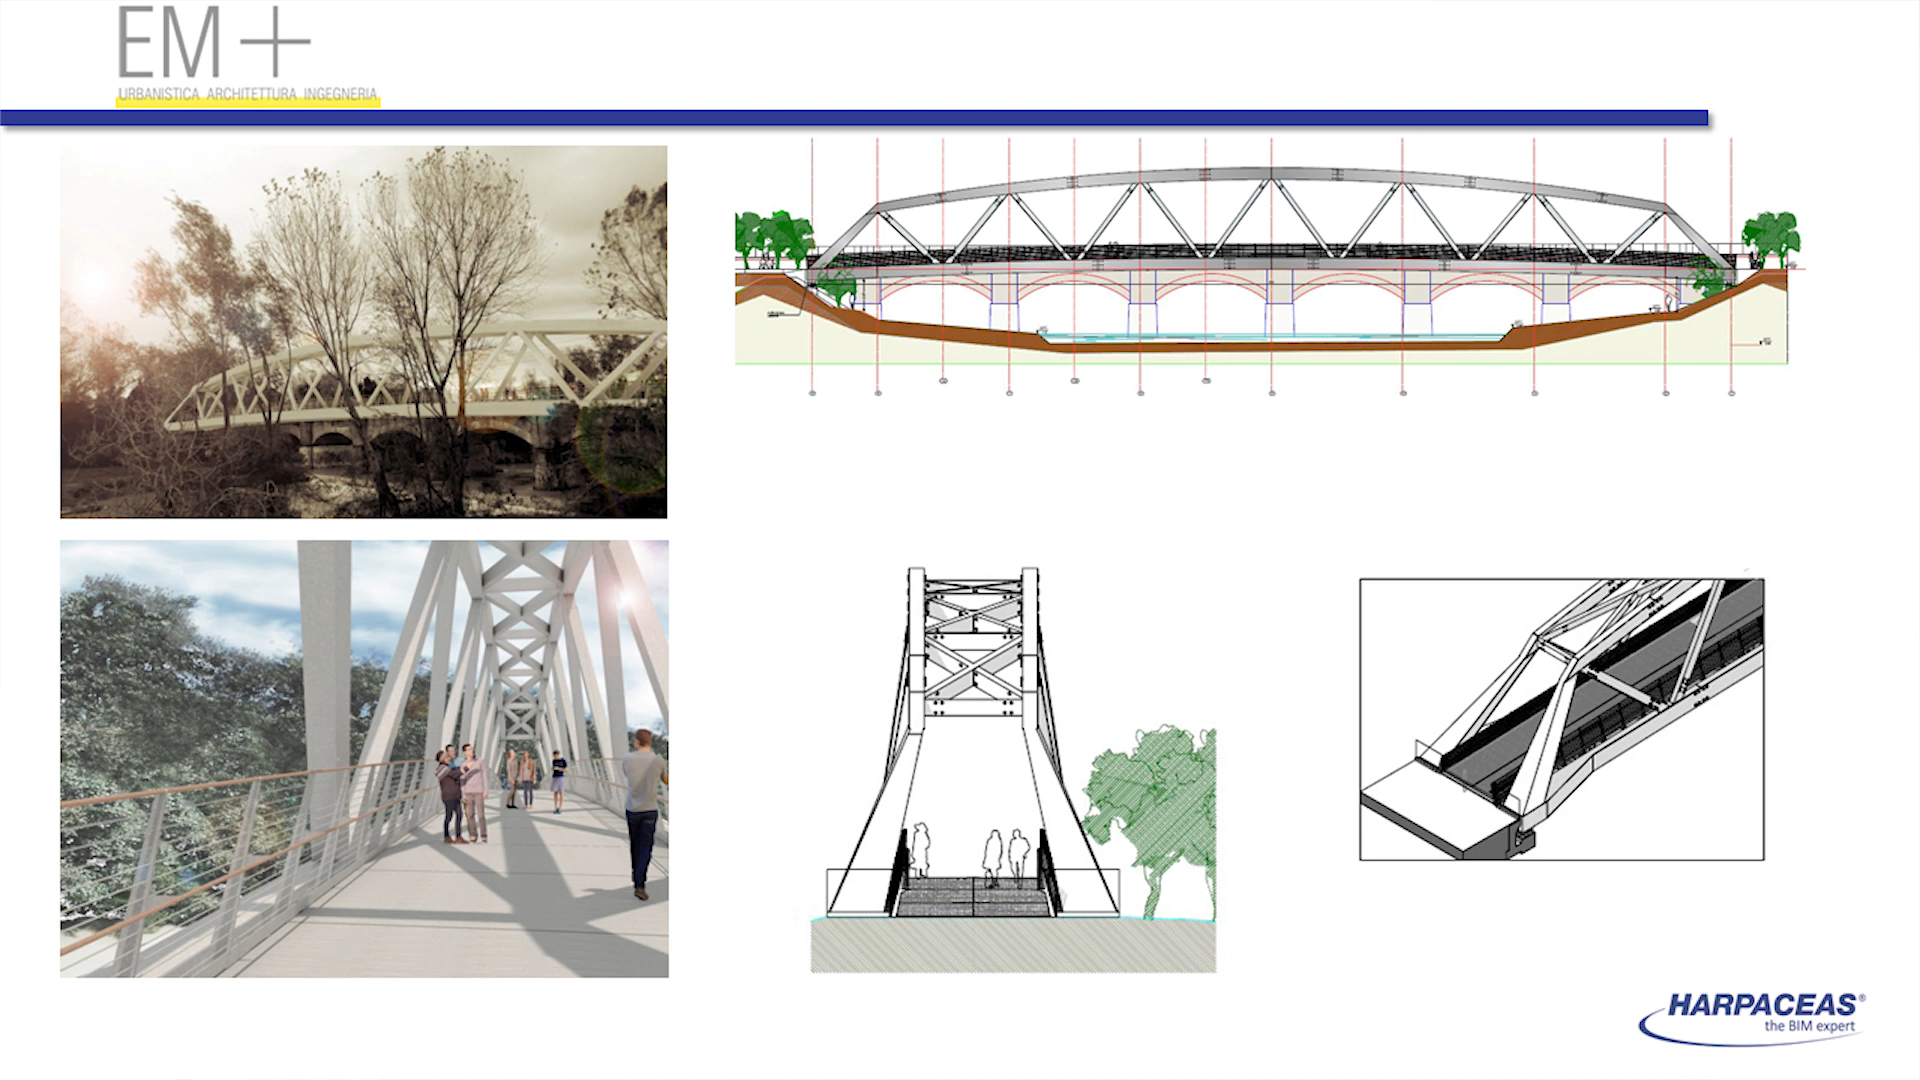 EM+
URBANISTICA ARCHITETTURA INGEGNERIA
HARPACEAS®
the BIM expert